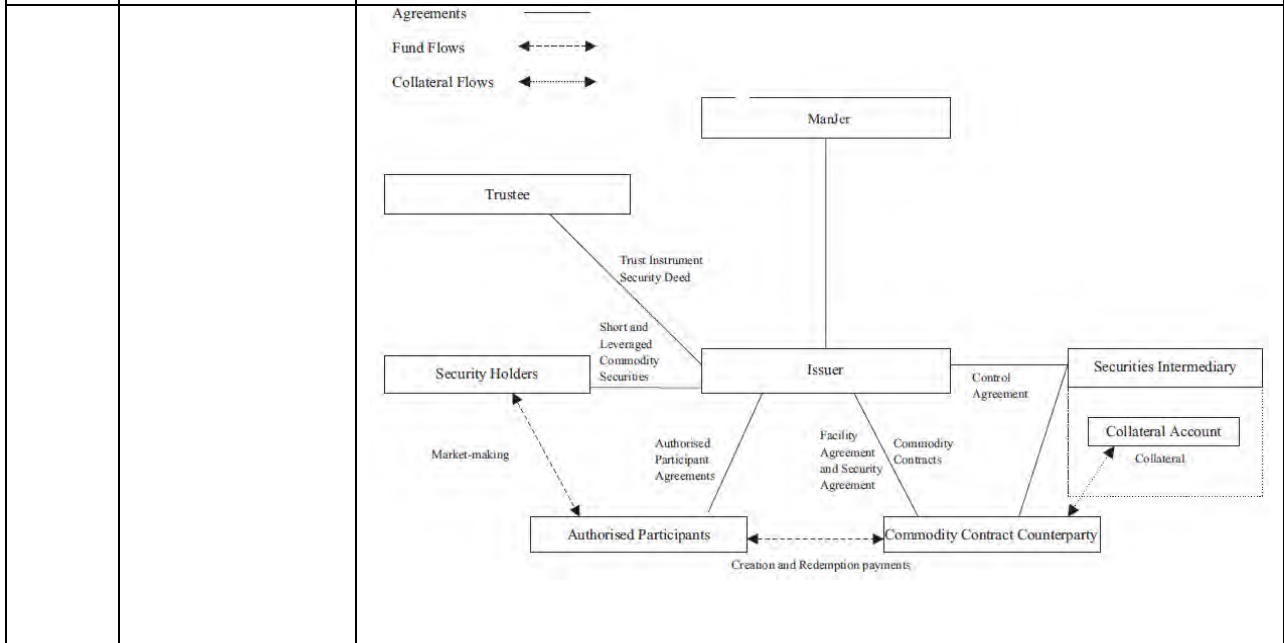 Agreements
Fund Flows
Collateral Flows
ManJer
Trustee
Trust Instrument
Security Deed
Short and
Leveraged
Commodity
Securities
Security Holders
Issuer
Control
Agreement
Securities Intermediary
Collateral Account
Collateral
Market-making
Authorised
Participant
Agreements
Facility
Agreement
and Security
Agreement
Commodity
Contracts
Authorised Participants
Commodity Contract Counterparty
Creation and Redemption payments